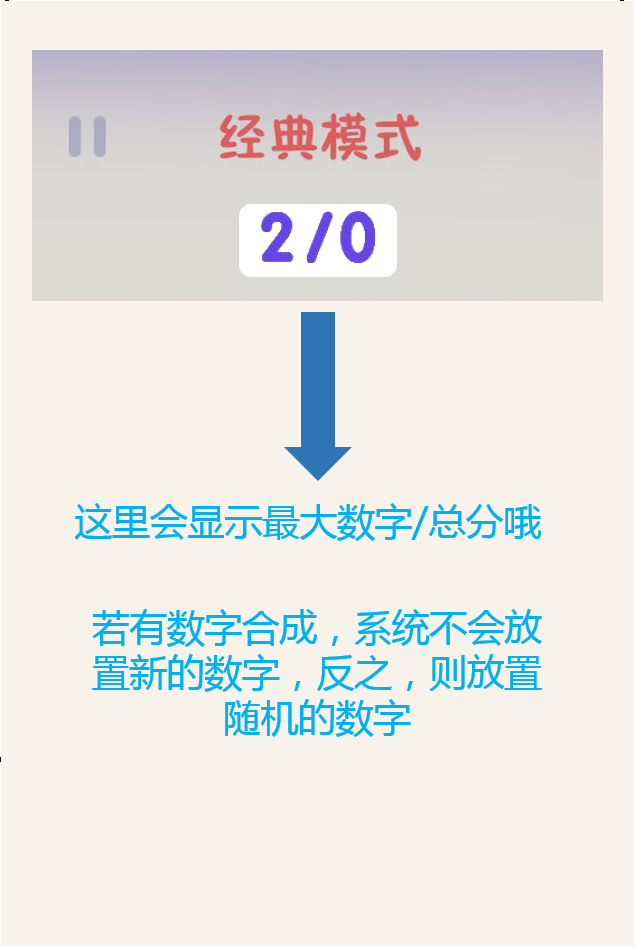 经典模式
2/0
这里会显示最大数字/总分哦
若有数字合成，系统不会放
置新的数字，反之，则放置
随机的数字